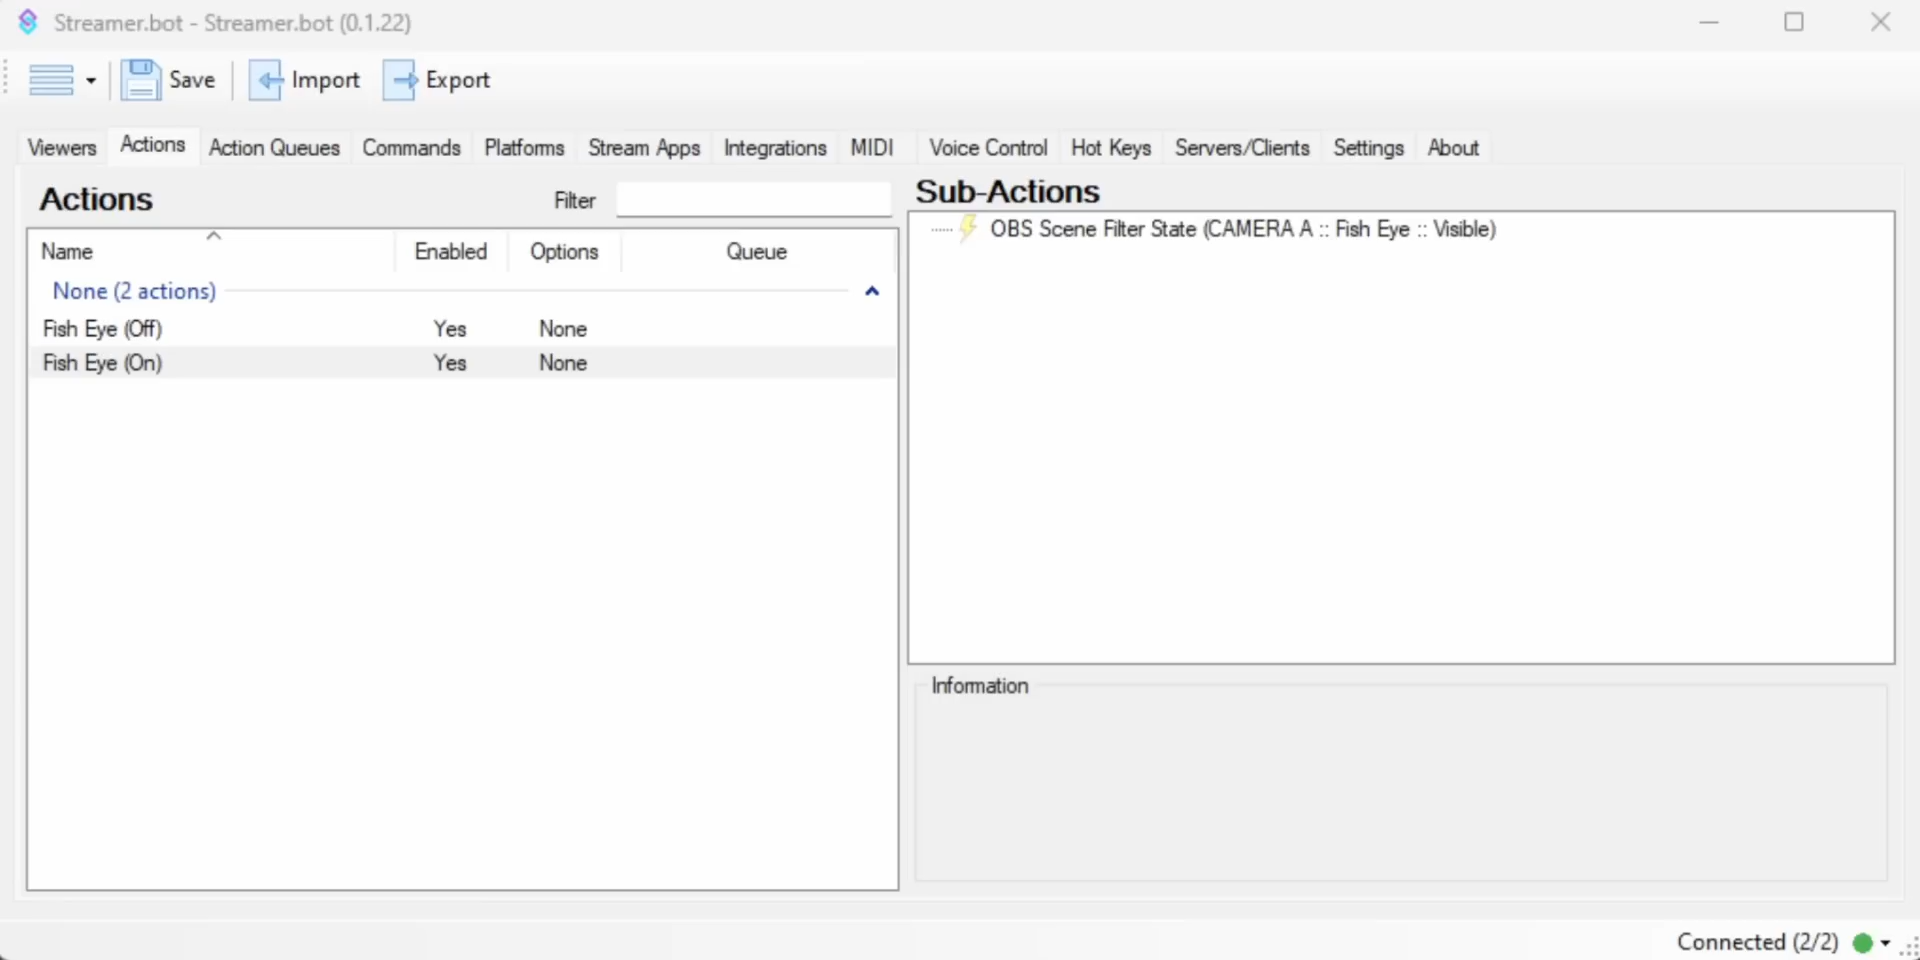 Streamer.bot - Streamer.bot (0.1.22)
Save Import Export
Viewers Actions Action Queues Commands Platforms Stream Apps Integrations MIDI Voice Control Hot Keys Servers/Clients Settings About
Actions Filter
Name Enabled Options Queue
None (2 actions)
Fish Eye (Off) Yes None
Fish Eye (On) Yes None
Sub-Actions
OBS Scene Filter State (CAMERA A :: Fish Eye :: Visible)
Information
Connected (2/2)